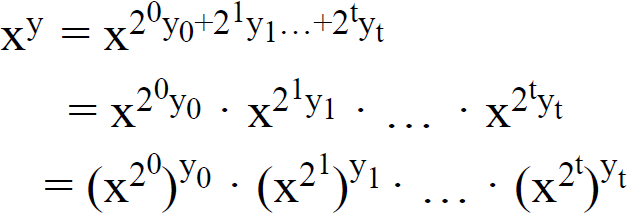 x^y = x^{2^0 y_0+2^1 y_1…+2^t y_t}
= x^{2^0 y_0} · x^{2^1 y_1} · … · x^{2^t y_t}
= (x^{2^0})^{y_0} · (x^{2^1})^{y_1} · … · (x^{2^t})^{y_t}